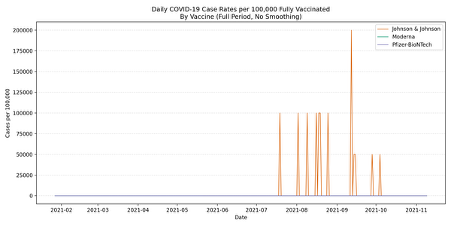 Daily COVID-19 Case Rates per 100,000 Fully Vaccinated
By Vaccine (Full Period, No Smoothing)
Johnson & Johnson
Moderna
PfizerBioNTech
Cases per 100,000
200000
175000
150000
125000
100000
75000
50000
25000
0
2021-02 2021-03 2021-04 2021-05 2021-06 2021-07 2021-08 2021-09 2021-10 2021-11
Date